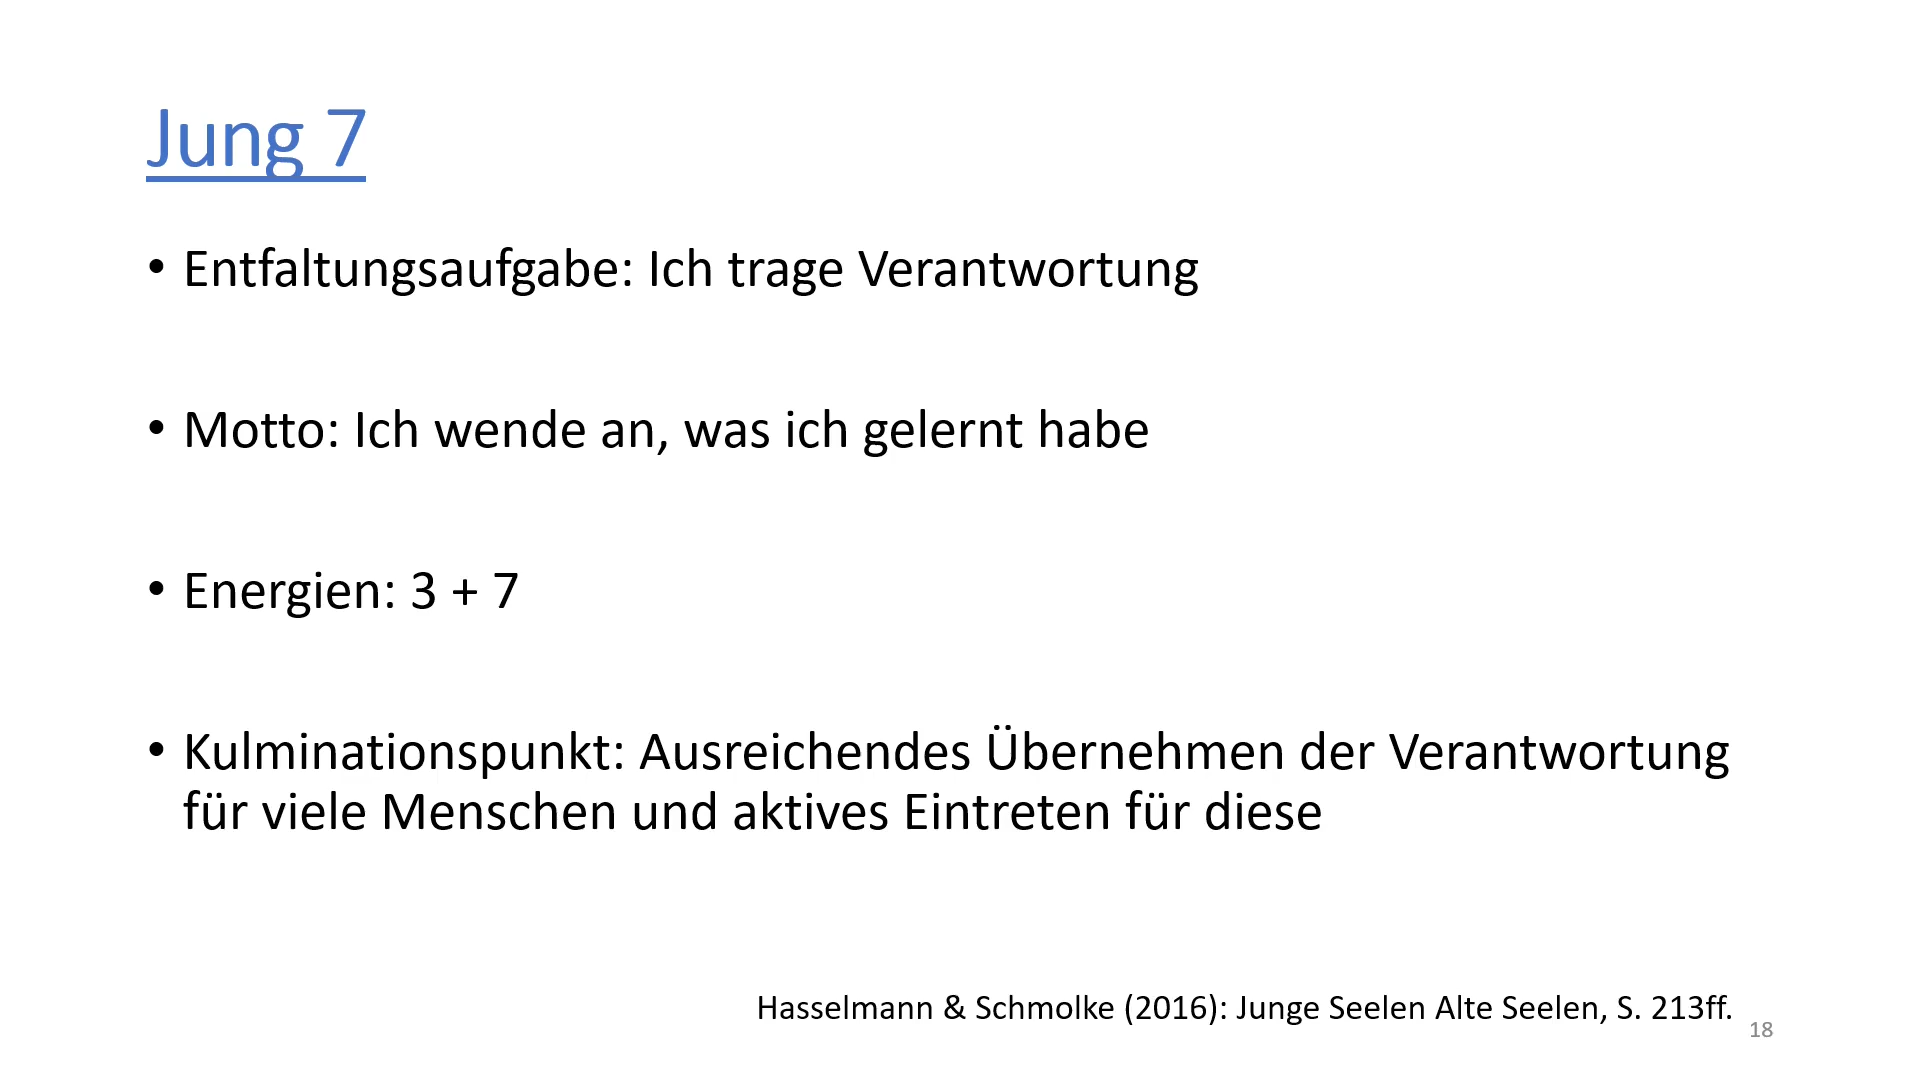 Jung 7
• Entfaltungsaufgabe: Ich trage Verantwortung
• Motto: Ich wende an, was ich gelernt habe
• Energien: 3 + 7
• Kulminationspunkt: Ausreichendes Übernehmen der Verantwortung
für viele Menschen und aktives Eintreten für diese
Hasselmann & Schmolke (2016): Junge Seelen Alte Seelen, S. 213ff.
18